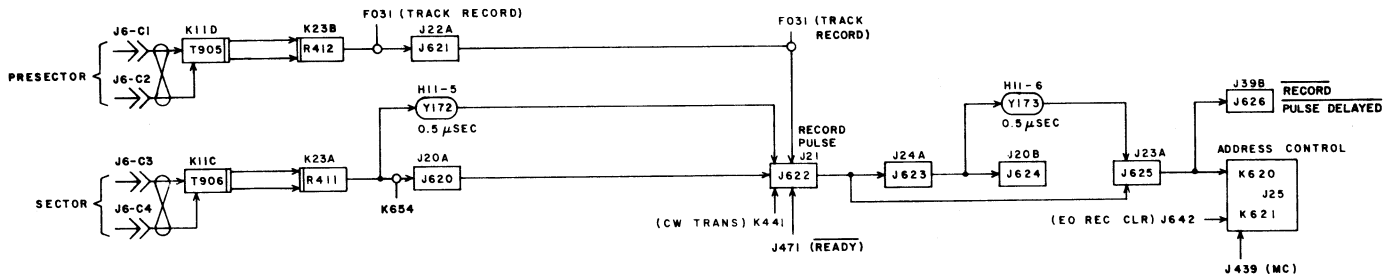 F031 (TRACK RECORD)
F031 (TRACK
RECORD)
J6-C1
K11D
K23B
J22A
T905
R412
J621
PRESECTOR
J6-C2
H11-5
Y172
0.5 µSEC
H11-6
Y173
0.5 µSEC
J39B
J626
RECORD
PULSE DELAYED
RECORD
PULSE
J21
J622
J6-C3
K11C
K23A
J20A
T906
R411
J620
K654
SECTOR
J6-C4
J24A
J623
J20B
J624
J23A
J625
ADDRESS CONTROL
K620
J25
K621
(CW TRANS) K441
J471 (READY)
(EO REC CLR) J642
J439 (MC)